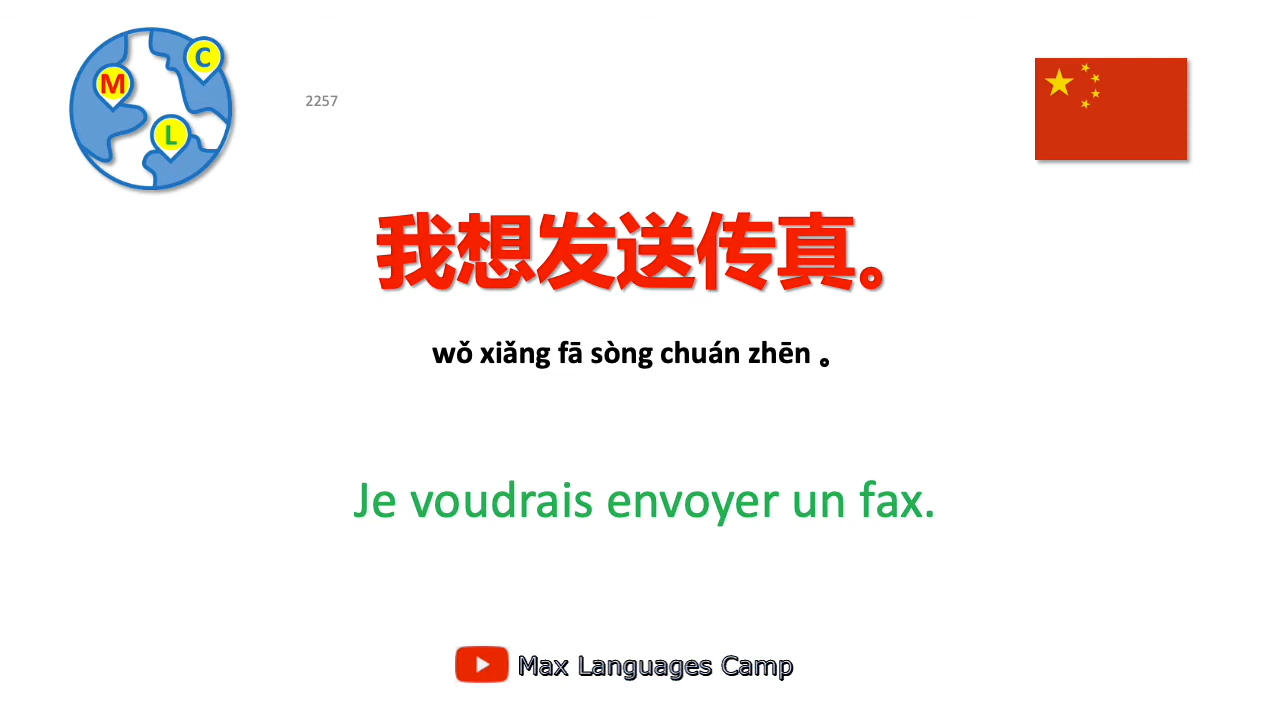 C
M
L
2257
我想发送传真。
wǒ xiǎng fā sòng chuán zhēn 。
Je voudrais envoyer un fax.
Max Languages Camp